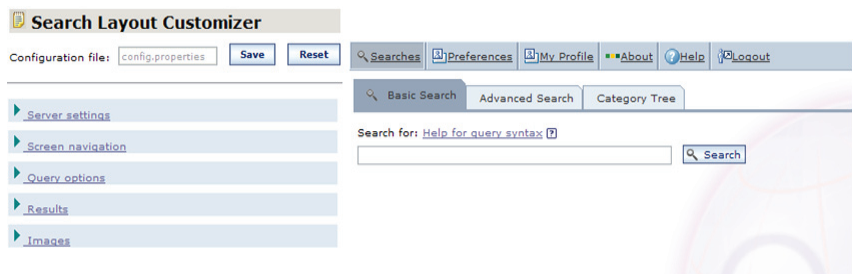 Search Layout Customizer
Configuration file: config.properties Save Reset
Server settings
Screen navigation
Query options
Results
Images
Searches Preferences My Profile About Help Logout
Basic Search Advanced Search Category Tree
Search for: Help for query syntax ?
Search